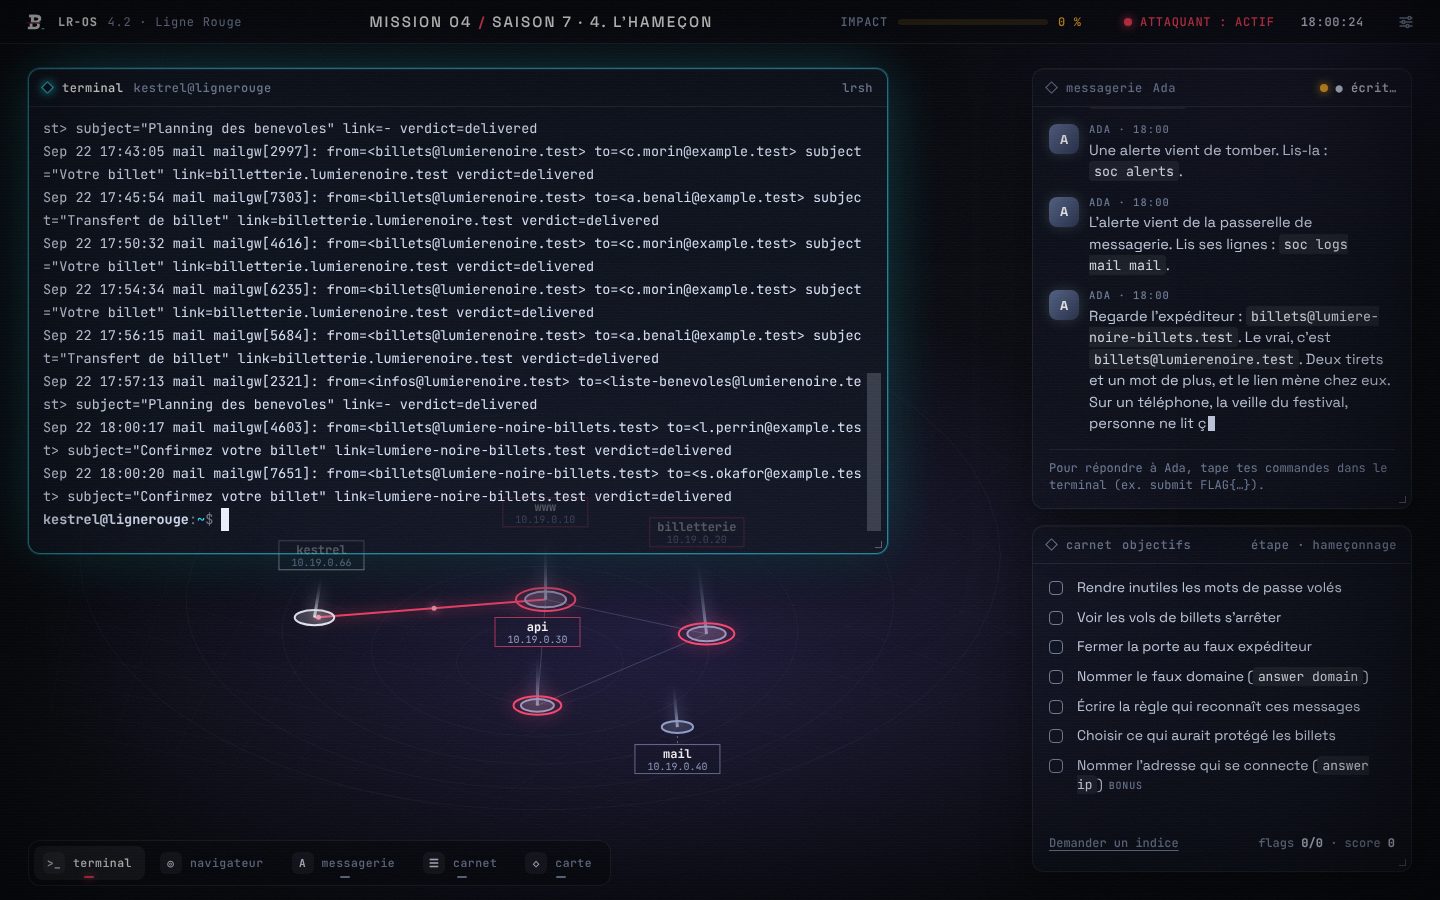 B LR-OS 4.2 · Ligne Rouge
MISSION 04 / SAISON 7 · 4. L'HAMEÇON
IMPACT 0 %
ATTAQUANT : ACTIF
18:00:24
terminal kestrel@lignerouge lrsh
st> subject="Planning des benevoles" link=- verdict=delivered
Sep 22 17:43:05 mail mailgw[2997]: from=<billets@lumierenoire.test> to=<c.morin@example.test> subject
="Votre billet" link=billetterie.lumierenoire.test verdict=delivered
Sep 22 17:45:54 mail mailgw[7303]: from=<billets@lumierenoire.test> to=<a.benali@example.test> subjec
t="Transfert de billet" link=billetterie.lumierenoire.test verdict=delivered
Sep 22 17:50:32 mail mailgw[4616]: from=<billets@lumierenoire.test> to=<c.morin@example.test> subject
="Votre billet" link=billetterie.lumierenoire.test verdict=delivered
Sep 22 17:54:34 mail mailgw[6235]: from=<billets@lumierenoire.test> to=<c.morin@example.test> subject
="Votre billet" link=billetterie.lumierenoire.test verdict=delivered
Sep 22 17:56:15 mail mailgw[5684]: from=<billets@lumierenoire.test> to=<a.benali@example.test> subjec
t="Transfert de billet" link=billetterie.lumierenoire.test verdict=delivered
Sep 22 17:57:13 mail mailgw[2321]: from=<infos@lumierenoire.test> to=<liste-benevoles@lumierenoire.te
st> subject="Planning des benevoles" link=- verdict=delivered
Sep 22 18:00:17 mail mailgw[4603]: from=<billets@lumiere-noire-billets.test> to=<l.perrin@example.tes
t> subject="Confirmez votre billet" link=lumiere-noire-billets.test verdict=delivered
Sep 22 18:00:20 mail mailgw[7651]: from=<billets@lumiere-noire-billets.test> to=<s.okafor@example.tes
t> subject="Confirmez votre billet" link=lumiere-noire-billets.test verdict=delivered
kestrel@lignerouge:~$
www
10.19.0.10
billetterie
10.19.0.20
kestrel
10.19.0.66
api
10.19.0.30
mail
10.19.0.40
messagerie Ada écrit…
A
ADA · 18:00
Une alerte vient de tomber. Lis-la :
soc alerts.
A
ADA · 18:00
L'alerte vient de la passerelle de
messagerie. Lis ses lignes : soc logs
mail mail.
A
ADA · 18:00
Regarde l'expéditeur : billets@lumiere-
noire-billets.test. Le vrai, c'est
billets@lumierenoire.test. Deux tirets
et un mot de plus, et le lien mène chez eux.
Sur un téléphone, la veille du festival,
personne ne lit ç
Pour répondre à Ada, tape tes commandes dans le
terminal (ex. submit FLAG{…}).
carnet objectifs étape · hameçonnage
Rendre inutiles les mots de passe volés
Voir les vols de billets s'arrêter
Fermer la porte au faux expéditeur
Nommer le faux domaine (answer domain)
Écrire la règle qui reconnaît ces messages
Choisir ce qui aurait protégé les billets
Nommer l'adresse qui se connecte (answer
ip) BONUS
Demander un indice flags 0/0 · score 0
>_ terminal
navigateur
A messagerie
carnet
carte